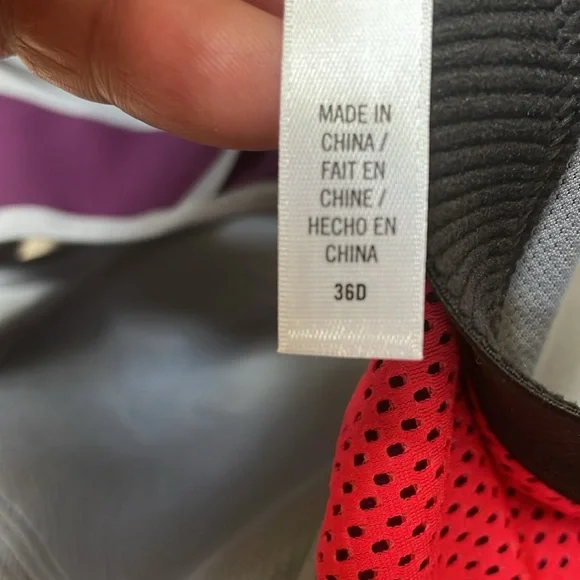 MADE IN
CHINA /
FAIT EN
CHINE /
HECHO EN
CHINA
36D